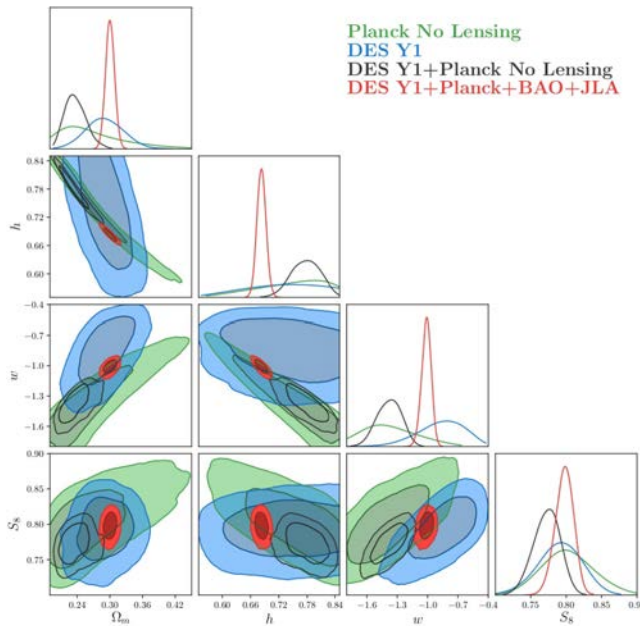 Planck No Lensing
DES Y1
DES Y1+Planck No Lensing
DES Y1+Planck+BAO+JLA
0.84
0.78
0.72
0.66
0.60
h
−0.4
−0.7
−1.0
−1.3
−1.6
w
0.90
0.85
0.80
0.75
S8
0.24 0.30 0.36 0.42
Ωm
0.60 0.66 0.72 0.78 0.84
h
−1.6 −1.3 −1.0 −0.7 −0.4
w
0.75 0.80 0.85 0.9
S8